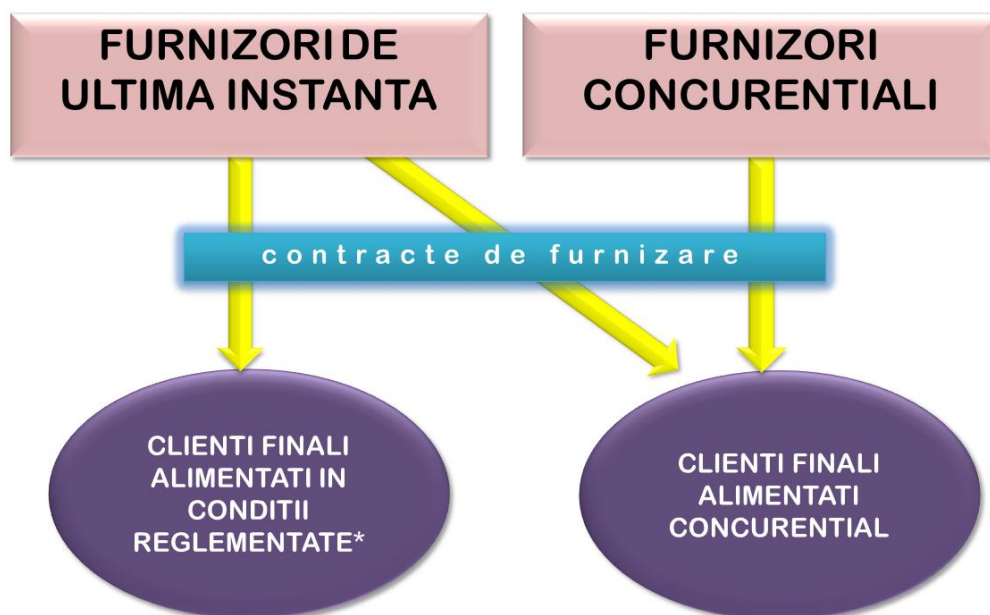 FURNIZORI DE
ULTIMA INSTANTA
FURNIZORI
CONCURENTIALI
contracte de furnizare
CLIENTI FINALI
ALIMENTATI IN
CONDITII
REGLEMENTATE*
CLIENTI FINALI
ALIMENTATI
CONCURENTIAL